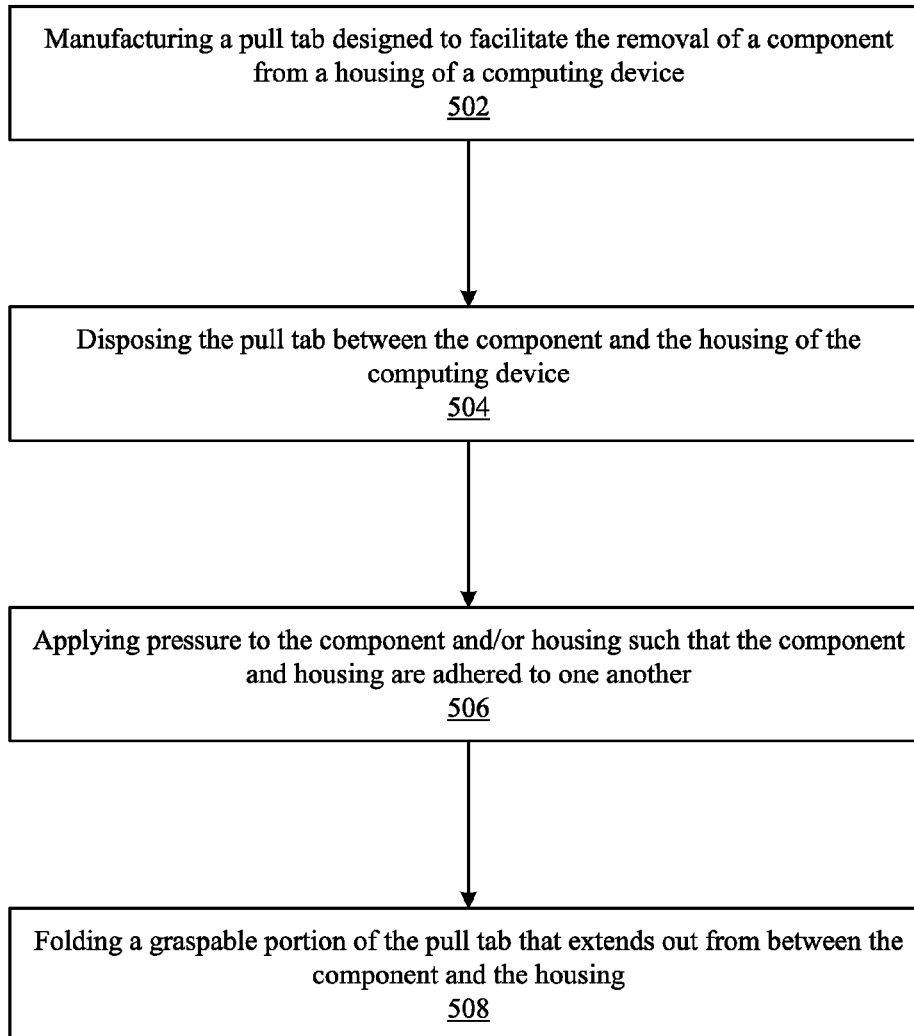 Manufacturing a pull tab designed to facilitate the removal of a component
from a housing of a computing device
502
Disposing the pull tab between the component and the housing of the
computing device
504
Applying pressure to the component and/or housing such that the component
and housing are adhered to one another
506
Folding a graspable portion of the pull tab that extends out from between the
component and the housing
508